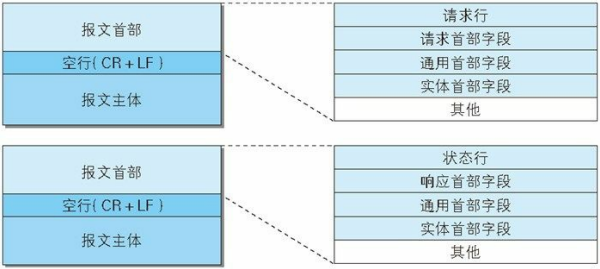 报文首部
空行( CR + LF )
报文主体
请求行
请求首部字段
通用首部字段
实体首部字段
其他
报文首部
空行( CR + LF )
报文主体
状态行
响应首部字段
通用首部字段
实体首部字段
其他